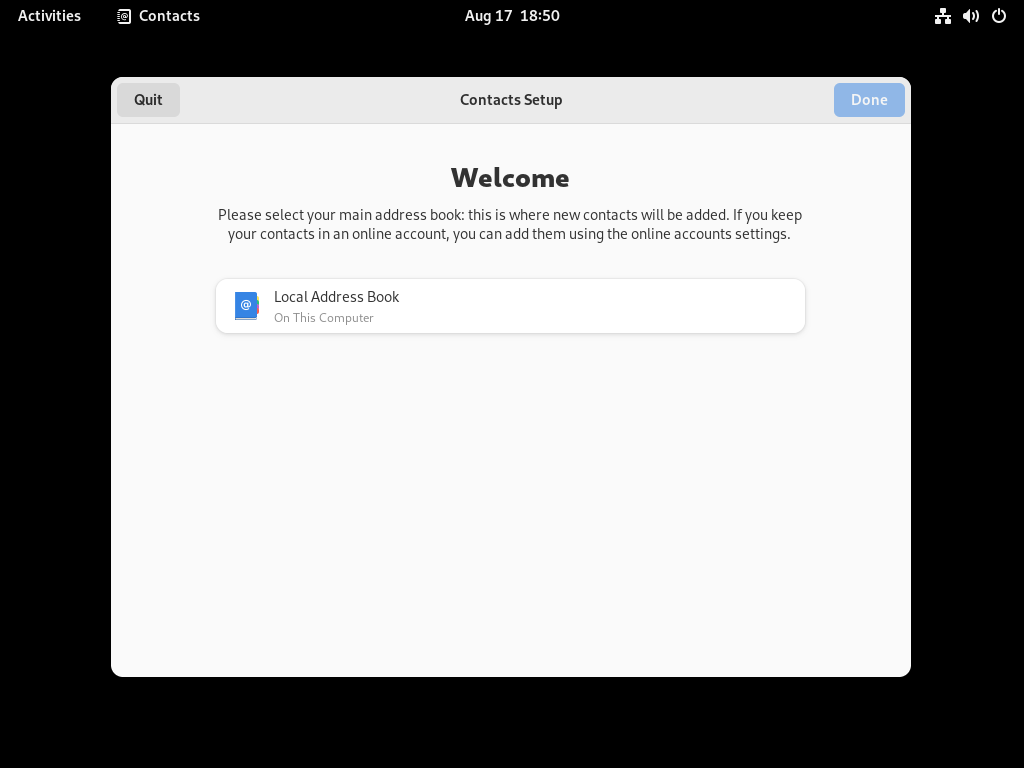 Activities
Contacts
Aug 17 18:50
Quit
Contacts Setup
Done
Welcome
Please select your main address book: this is where new contacts will be added. If you keep
your contacts in an online account, you can add them using the online accounts settings.
@
Local Address Book
On This Computer